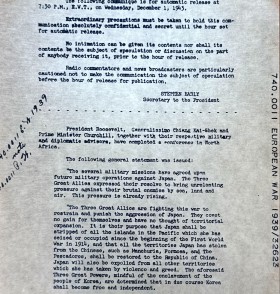 The following communique is for automatic release at
7:30 P.M., E.W.T., on Wednesday, December 1, 1943.
Extraordinary precautions must be taken to hold this com-
munication absolutely confidential and secret until the hour set
for automatic release.
No intimation can be given its contents nor shall its
contents be the subject of speculation or discussion on the part
of anybody receiving it, prior to the hour of release.
Radio commentators and news broadcasters are particularly
cautioned not to make the communication the subject of speculation
before the hour of release for publication.
STEPHEN EARLY
Secretary to the President
President Roosevelt, Generalissimo Chiang Kai-Shek and
Prime Minister Churchill, together with their respective military
and diplomatic advisors, have completed a conference in North
Africa.
The following general statement was issued:
"The several military missions have agreed upon
future military operations against Japan. The Three
Great Allies expressed their resolve to bring unrelenting
pressure against their brutal enemies by sea, land and
air. This pressure is already rising.
"The Three Great Allies are fighting this war to
restrain and punish the aggression of Japan. They covet
no gain for themselves and have no thought of territorial
expansion. It is their purpose that Japan shall be
stripped of all the islands in the Pacific which she has
seized or occupied since the beginning of the first World
War in 1914, and that all the territories Japan has stolen
from the Chinese, such as Manchuria, Formosa, and the
Pescadores, shall be restored to the Republic of China.
Japan will also be expelled from all other territories
which she has taken by violence and greed. The aforesaid
Three Great Powers, mindful of the enslavement of the
people of Korea, are determined that in due course Korea
shall become free and independent.
740.0011 EUROPEAN WAR 1939/32623